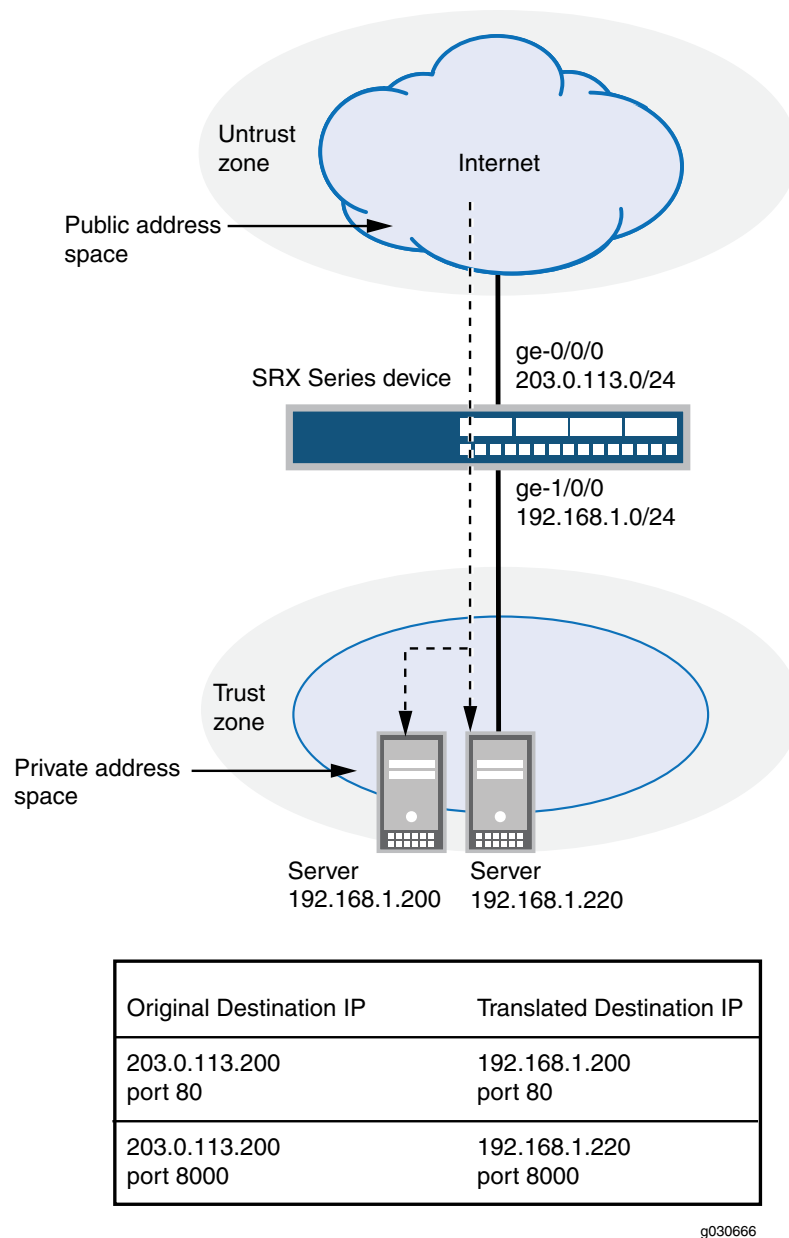 Untrust
zone
Internet
Public address
space
ge-0/0/0
203.0.113.0/24
SRX Series device
ge-1/0/0
192.168.1.0/24
Trust
zone
Private address
space
Server
192.168.1.200
Server
192.168.1.220
Original Destination IP
Translated Destination IP
203.0.113.200
port 80
192.168.1.200
port 80
203.0.113.200
port 8000
192.168.1.220
port 8000
g030666